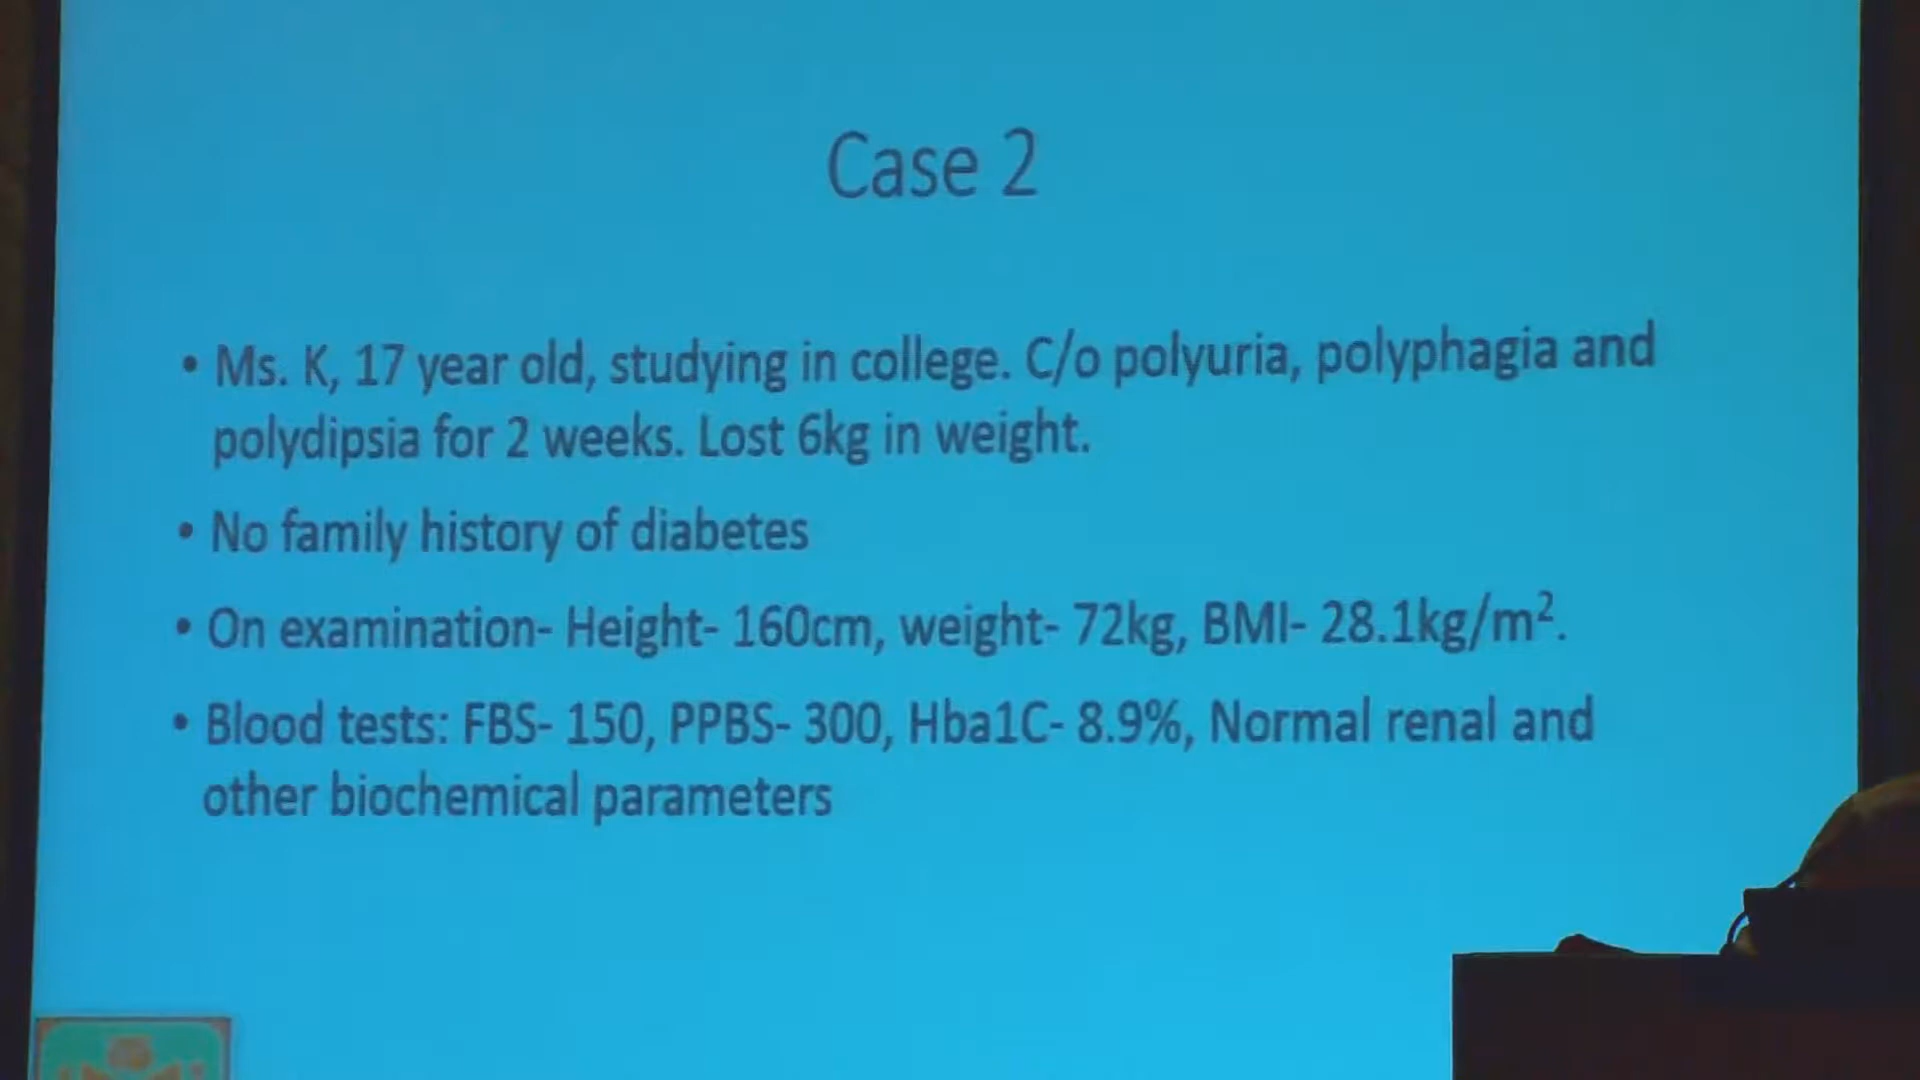 Case 2
• Ms. K, 17 year old, studying in college. C/o polyuria, polyphagia and
polydipsia for 2 weeks. Lost 6kg in weight.
• No family history of diabetes
• On examination- Height- 160cm, weight- 72kg, BMI- 28.1kg/m².
• Blood tests: FBS- 150, PPBS- 300, Hba1C- 8.9%, Normal renal and
other biochemical parameters